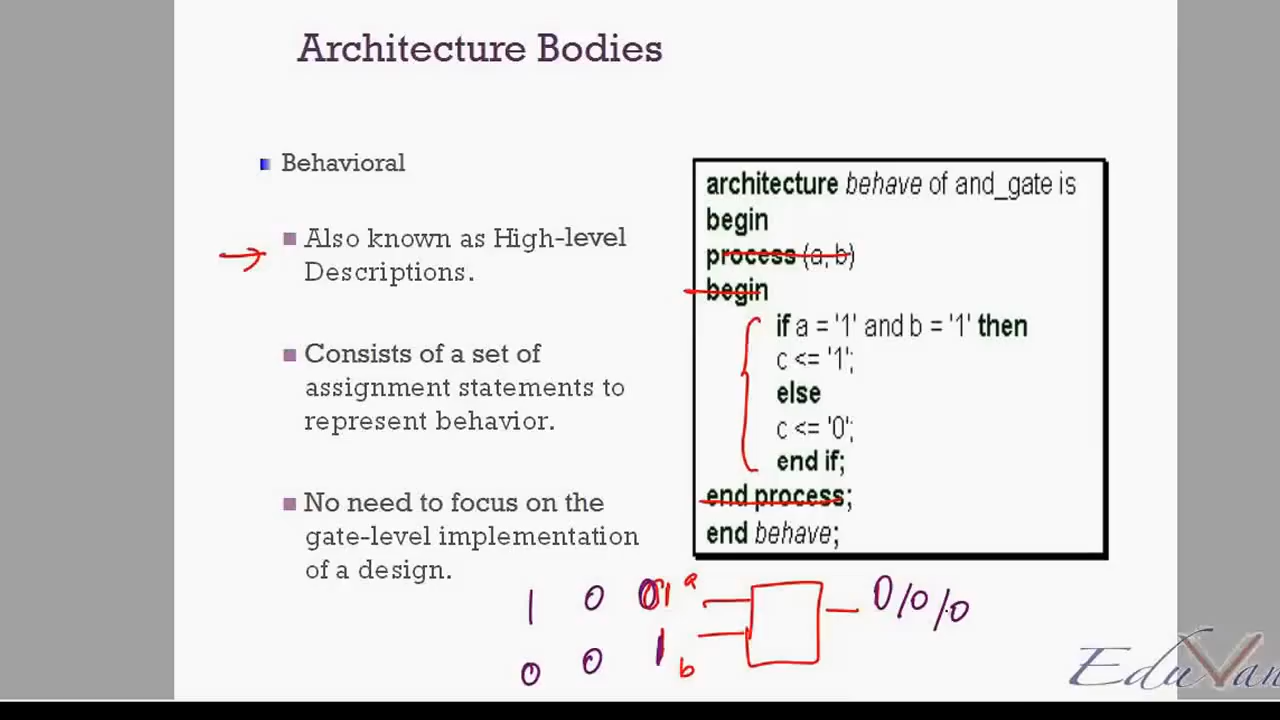 Architecture Bodies
Behavioral
Also known as High-level
Descriptions.
Consists of a set of
assignment statements to
represent behavior.
No need to focus on the
gate-level implementation
of a design.
architecture behave of and_gate is
begin
process (a, b)
begin
if a = '1' and b = '1' then
c <= '1';
else
c <= '0';
end if;
end process;
end behave;
1 0 0 1 a
0 0 1 b
0/0/0
EduVan